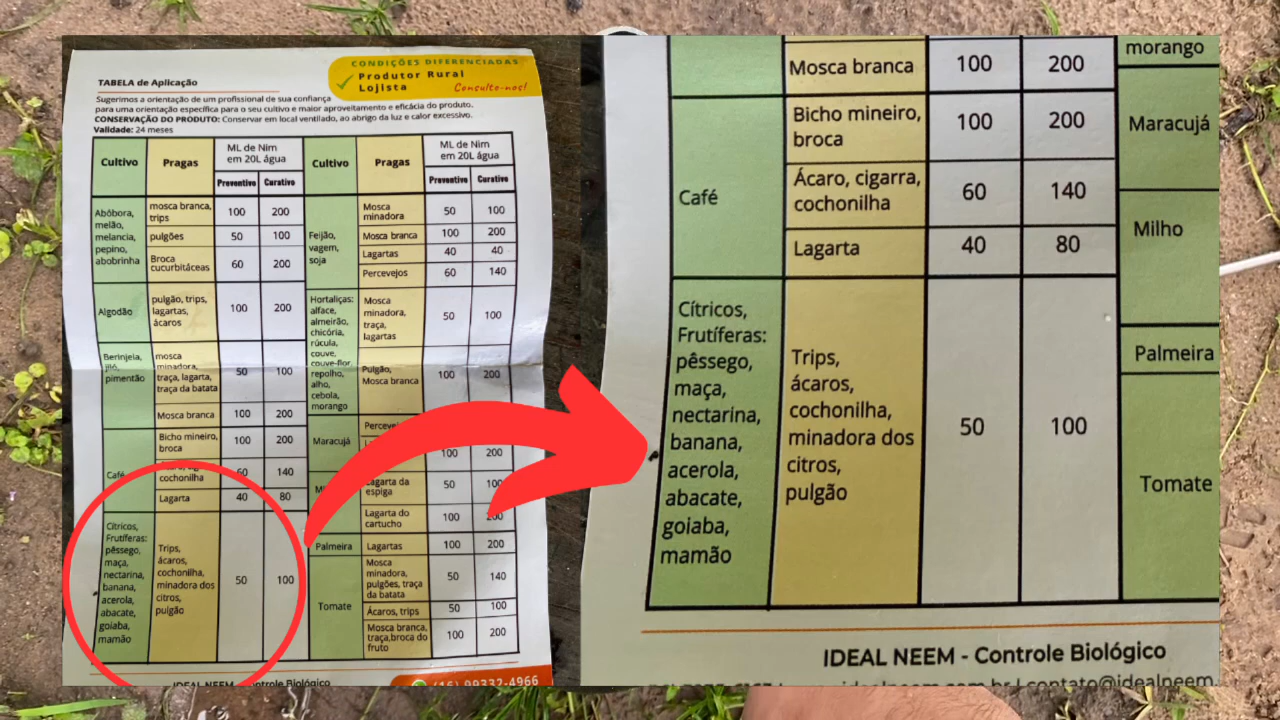 CONDIÇÕES DIFERENCIADAS
Produtor Rural
Lojista
Consulte-nos!
TABELA de Aplicação
Sugerimos a orientação de um profissional de sua confiança
para uma orientação específica para o seu cultivo e maior aproveitamento e eficácia do produto.
CONSERVAÇÃO DO PRODUTO: Conservar em local ventilado, ao abrigo da luz e calor excessivo.
Validade: 24 meses
Cultivo Pragas ML de Nim em 20L água
Preventivo Curativo
Abóbora, melão, melancia, pepino, abobrinha
mosca branca, trips 100 200
pulgões 50 100
Broca cucurbitáceas 60 200
Algodão pulgão, trips, lagartas, ácaros 100 200
Berinjela, jiló, pimentão
mosca minadora, traça, lagarta, traça da batata 50 100
Mosca branca 100 200
Café
Bicho mineiro, broca 100 200
cochonilha 60 140
Lagarta 40 80
Cítricos, Frutíferas: pêssego, maça, nectarina, banana, acerola, abacate, goiaba, mamão
Trips, ácaros, cochonilha, minadora dos citros, pulgão 50 100
Cultivo Pragas ML de Nim em 20L água
Preventivo Curativo
Feijão, vagem, soja
Mosca minadora 50 100
Mosca branca 100 200
Lagartas 40 40
Percevejos 60 140
Hortaliças: alface, almeirão, chicória, rúcula, couve, couve-flor, repolho, alho, cebola, morango
Mosca minadora, traça, lagartas 50 100
Pulgão, Mosca branca 100 200
Maracujá
100 200
Lagarta da espiga 50 100
Lagarta do cartucho 100 200
Palmeira Lagartas 100 200
Tomate
Mosca minadora, pulgões, traça da batata 50 140
Ácaros, trips 50 100
Mosca branca, traça,broca do fruto 100 200
IDEAL NEEM - Controle Biológico
(16) 99332-4966
Mosca branca 100 200
morango
Café
Bicho mineiro, broca 100 200
Maracujá
Ácaro, cigarra, cochonilha 60 140
Milho
Lagarta 40 80
Cítricos,
Frutíferas:
pêssego,
maça,
nectarina,
banana,
acerola,
abacate,
goiaba,
mamão
Trips,
ácaros,
cochonilha,
minadora dos
citros,
pulgão
50 100
Palmeira
Tomate
IDEAL NEEM - Controle Biológico
contato@idealneem.